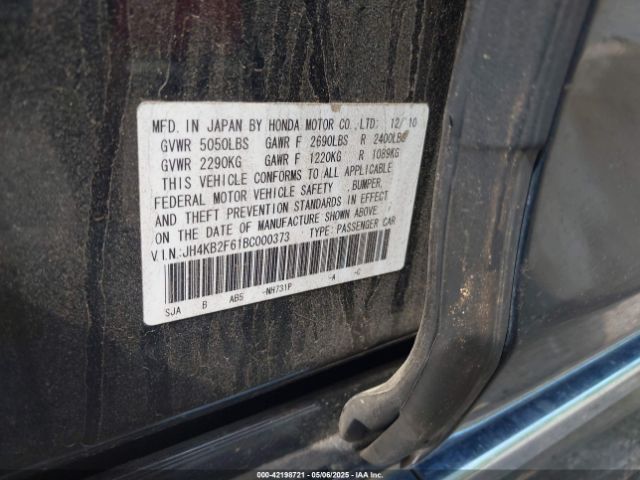 MFD. IN JAPAN BY HONDA MOTOR CO., LTD. 12/10
GVWR 5050LBS GAWR F 2690LBS R 2400LBS
GVWR 2290KG GAWR F 1220KG R 1089KG
THIS VEHICLE CONFORMS TO ALL APPLICABLE
FEDERAL MOTOR VEHICLE SAFETY , BUMPER,
AND THEFT PREVENTION STANDARDS IN EFFECT
ON THE DATE OF MANUFACTURE SHOWN ABOVE.
V.I.N:JH4KB2F61BC000373 TYPE: PASSENGER CAR
SJA B AB5 -NH731P -A -C
000-42198721 - 05/06/2025 - IAA Inc.